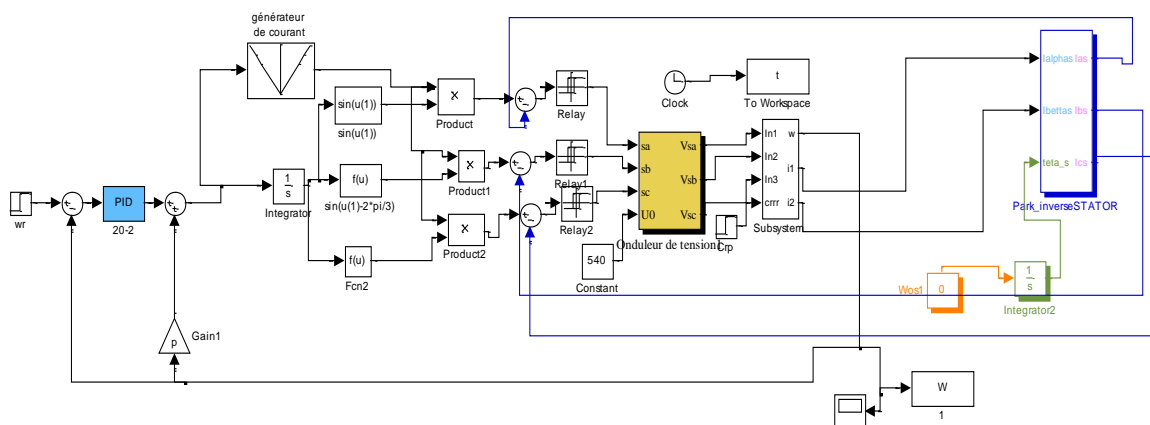 générateur
de courant
sin(u(1))
sin(u(1))
x
Product
Relay
Clock
t
To Workspace
Ialphas
Ias
Ibettas
Ibs
teta_s
Ics
Park_inverseSTATOR
wr
PID
20-2
1
s
Integrator
f(u)
sin(u(1)-2*pi/3)
x
Product1
Relay1
f(u)
Fcn2
x
Product2
Relay2
sa
sb
sc
U0
Vsa
Vsb
Vsc
Onduleur de tension1
540
Constant
Crp
In1
In2
In3
crrr
w
i1
i2
Subsystem
Wos1
0
1
s
Integrator2
p
Gain1
W
1